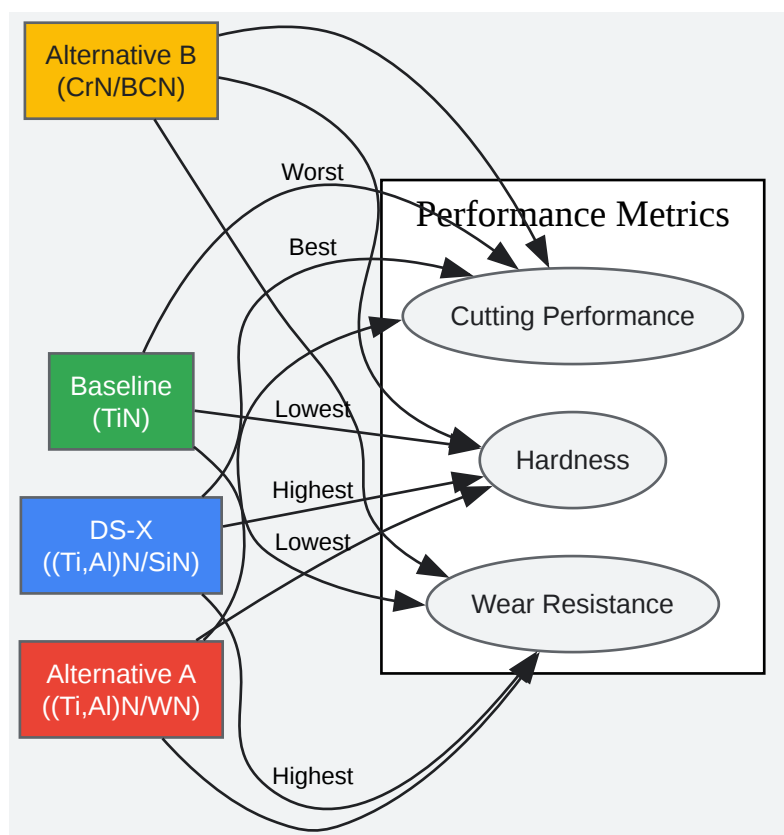 Alternative B
(CrN/BCN)
Worst
Performance Metrics
Best
Cutting Performance
Baseline
(TiN)
Lowest
Hardness
Highest
DS-X
((Ti,Al)N/SiN)
Lowest
Wear Resistance
Alternative A
((Ti,Al)N/WN)
Highest